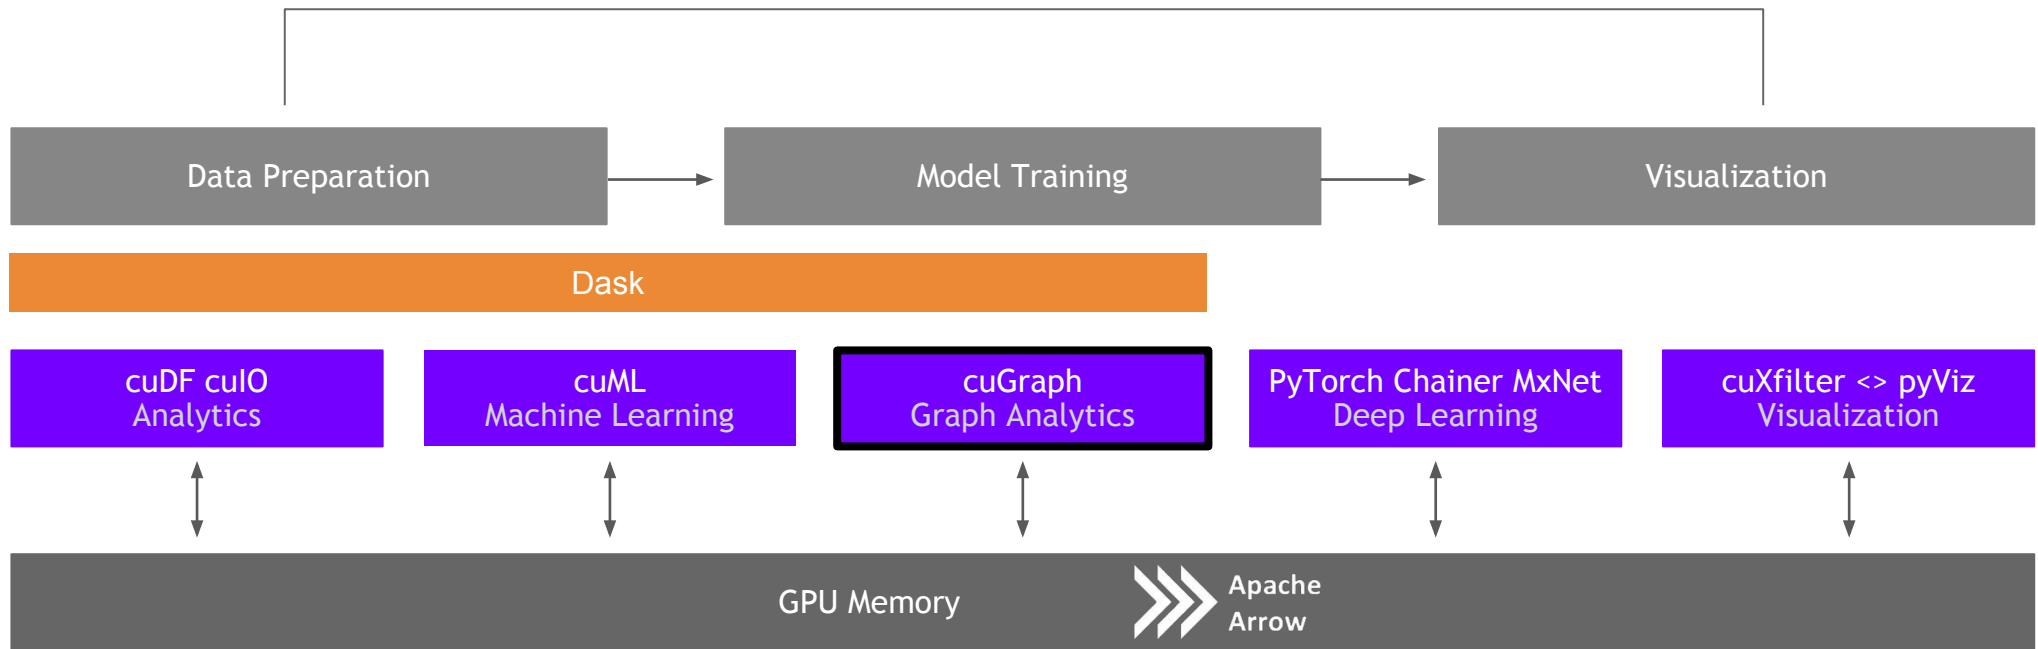 Data Preparation
Model Training
Visualization
Dask
cuDF cuIO
Analytics
cuML
Machine Learning
cuGraph
Graph Analytics
PyTorch Chainer MxNet
Deep Learning
cuXfilter <> pyViz
Visualization
GPU Memory
Apache
Arrow